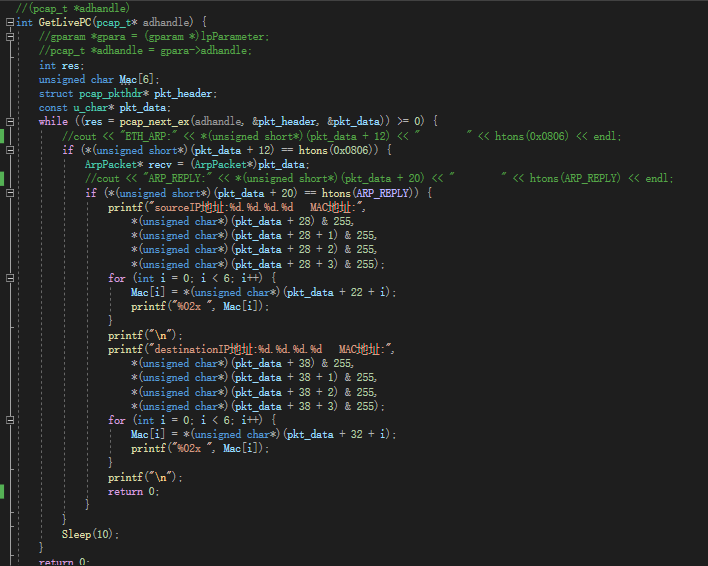 //(pcap_t *adhandle)
int GetLivePC(pcap_t* adhandle) {
//gparam *gpara = (gparam *)lpParameter;
//pcap_t *adhandle = gpara->adhandle;
int res;
unsigned char Mac[6];
struct pcap_pkthdr* pkt_header;
const u_char* pkt_data;
while ((res = pcap_next_ex(adhandle, &pkt_header, &pkt_data)) >= 0) {
//cout << "ETH_ARP:" << *(unsigned short*)(pkt_data + 12) << "       " << htons(0x0806) << endl;
if (*(unsigned short*)(pkt_data + 12) == htons(0x0806)) {
ArpPacket* recv = (ArpPacket*)pkt_data;
//cout << "ARP_REPLY:" << *(unsigned short*)(pkt_data + 20) << "       " << htons(ARP_REPLY) << endl;
if (*(unsigned short*)(pkt_data + 20) == htons(ARP_REPLY)) {
printf("sourceIP地址:%d.%d.%d.%d   MAC地址:",
*(unsigned char*)(pkt_data + 28) & 255,
*(unsigned char*)(pkt_data + 28 + 1) & 255,
*(unsigned char*)(pkt_data + 28 + 2) & 255,
*(unsigned char*)(pkt_data + 28 + 3) & 255);
for (int i = 0; i < 6; i++) {
Mac[i] = *(unsigned char*)(pkt_data + 22 + i);
printf("%02x ", Mac[i]);
}
printf("\n");
printf("destinationIP地址:%d.%d.%d.%d   MAC地址:",
*(unsigned char*)(pkt_data + 38) & 255,
*(unsigned char*)(pkt_data + 38 + 1) & 255,
*(unsigned char*)(pkt_data + 38 + 2) & 255,
*(unsigned char*)(pkt_data + 38 + 3) & 255);
for (int i = 0; i < 6; i++) {
Mac[i] = *(unsigned char*)(pkt_data + 32 + i);
printf("%02x ", Mac[i]);
}
printf("\n");
return 0;
}
}
Sleep(10);
}
return 0;